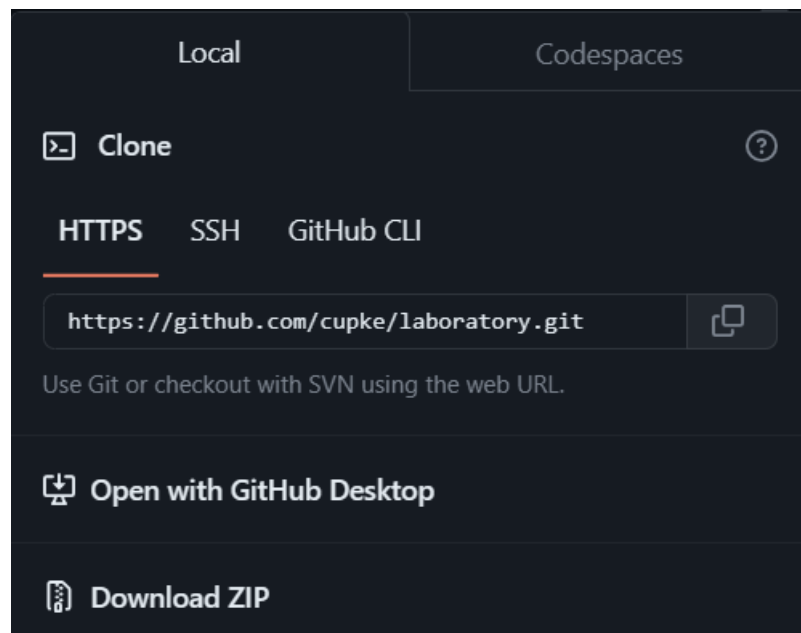 Local Codespaces
Clone
HTTPS SSH GitHub CLI
https://github.com/cupke/laboratory.git
Use Git or checkout with SVN using the web URL.
Open with GitHub Desktop
Download ZIP